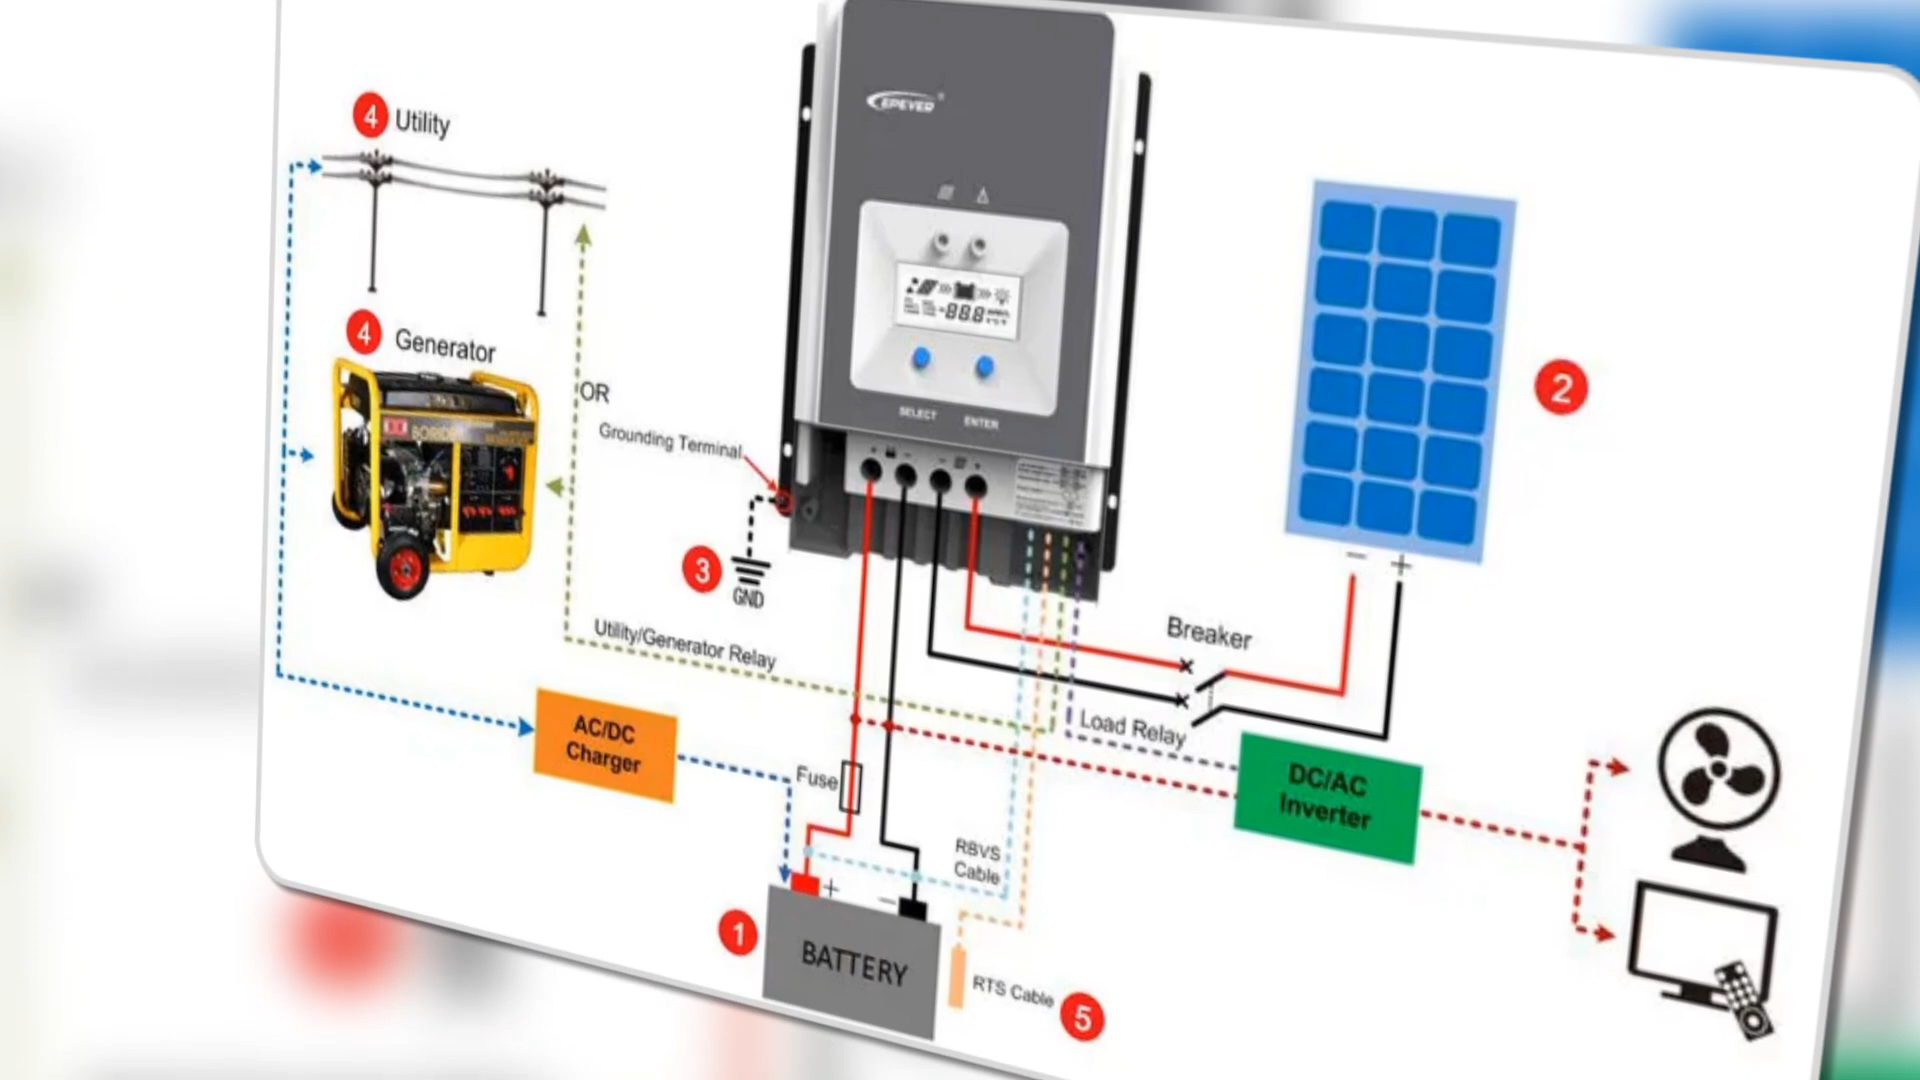 EPEVER
4 Utility
4 Generator
OR
Grounding Terminal
SELECT
ENTER
3
GND
2
Utility/Generator Relay
Breaker
Load Relay
AC/DC
Charger
Fuse
DC/AC
Inverter
RBVS
Cable
+
−
1
BATTERY
RTS Cable 5